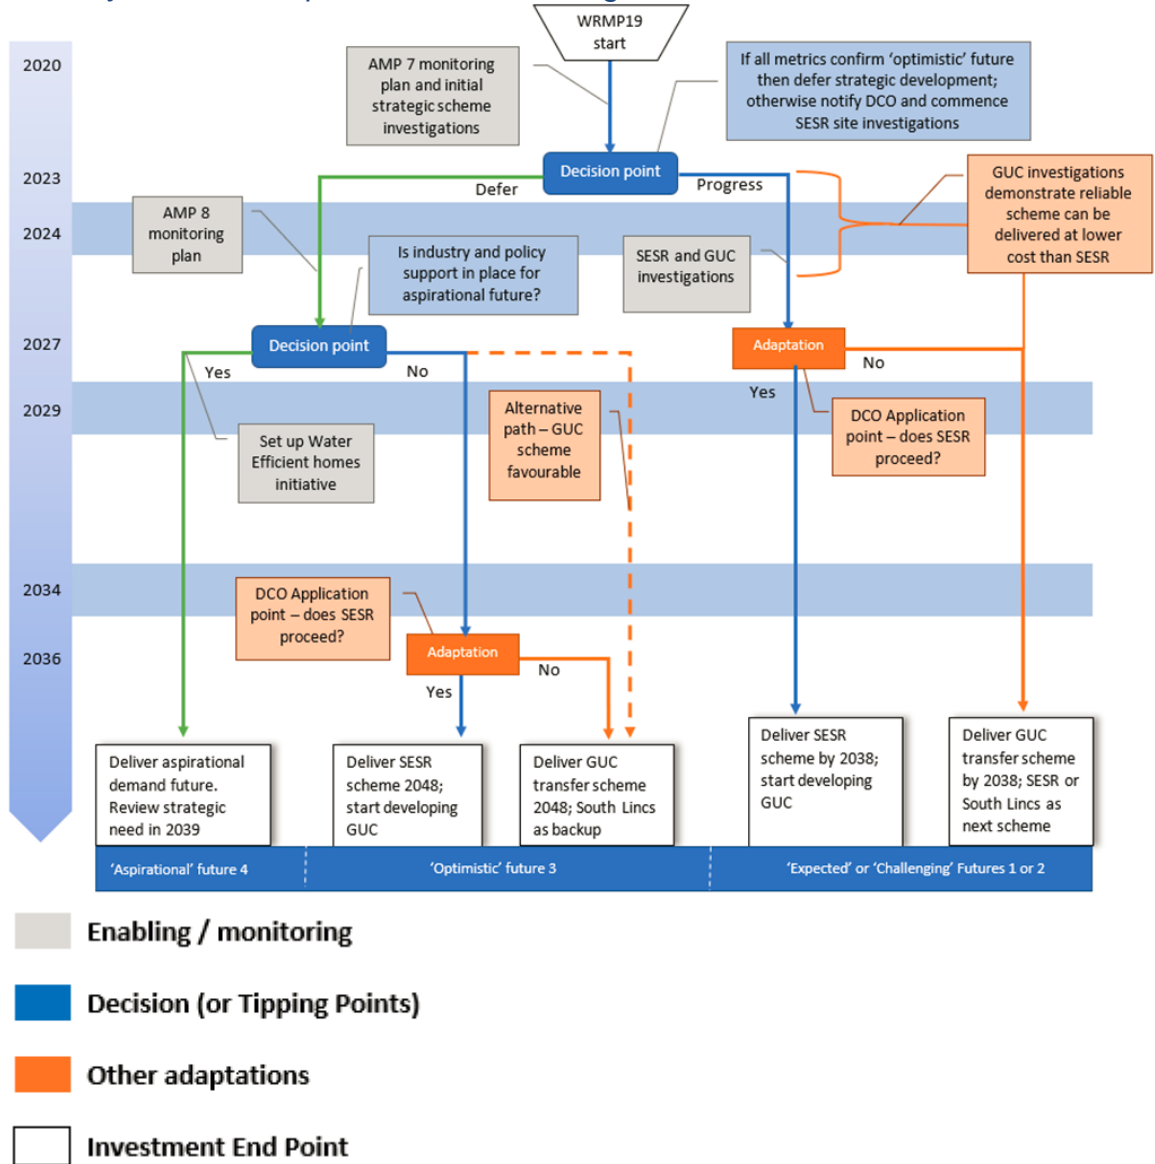 WRMP19
start
2020
AMP 7 monitoring
plan and initial
strategic scheme
investigations
If all metrics confirm ‘optimistic’ future
then defer strategic development;
otherwise notify DCO and commence
SESR site investigations
Decision point
2023
Defer
Progress
GUC investigations
demonstrate reliable
scheme can be
delivered at lower
cost than SESR
AMP 8
monitoring
plan
2024
Is industry and policy
support in place for
aspirational future?
SESR and GUC
investigations
2027
Decision point
Adaptation
Yes
No
No
Yes
2029
Alternative
path – GUC
scheme
favourable
DCO Application
point – does SESR
proceed?
Set up Water
Efficient homes
initiative
2034
DCO Application
point – does SESR
proceed?
2036
Adaptation
No
Yes
Deliver aspirational
demand future.
Review strategic
need in 2039
Deliver SESR
scheme 2048;
start developing
GUC
Deliver GUC
transfer scheme
2048; South Lincs
as backup
Deliver SESR
scheme by 2038;
start developing
GUC
Deliver GUC
transfer scheme
by 2038; SESR or
South Lincs as
next scheme
‘Aspirational’ future 4
‘Optimistic’ future 3
‘Expected’ or ‘Challenging’ Futures 1 or 2
Enabling / monitoring
Decision (or Tipping Points)
Other adaptations
Investment End Point